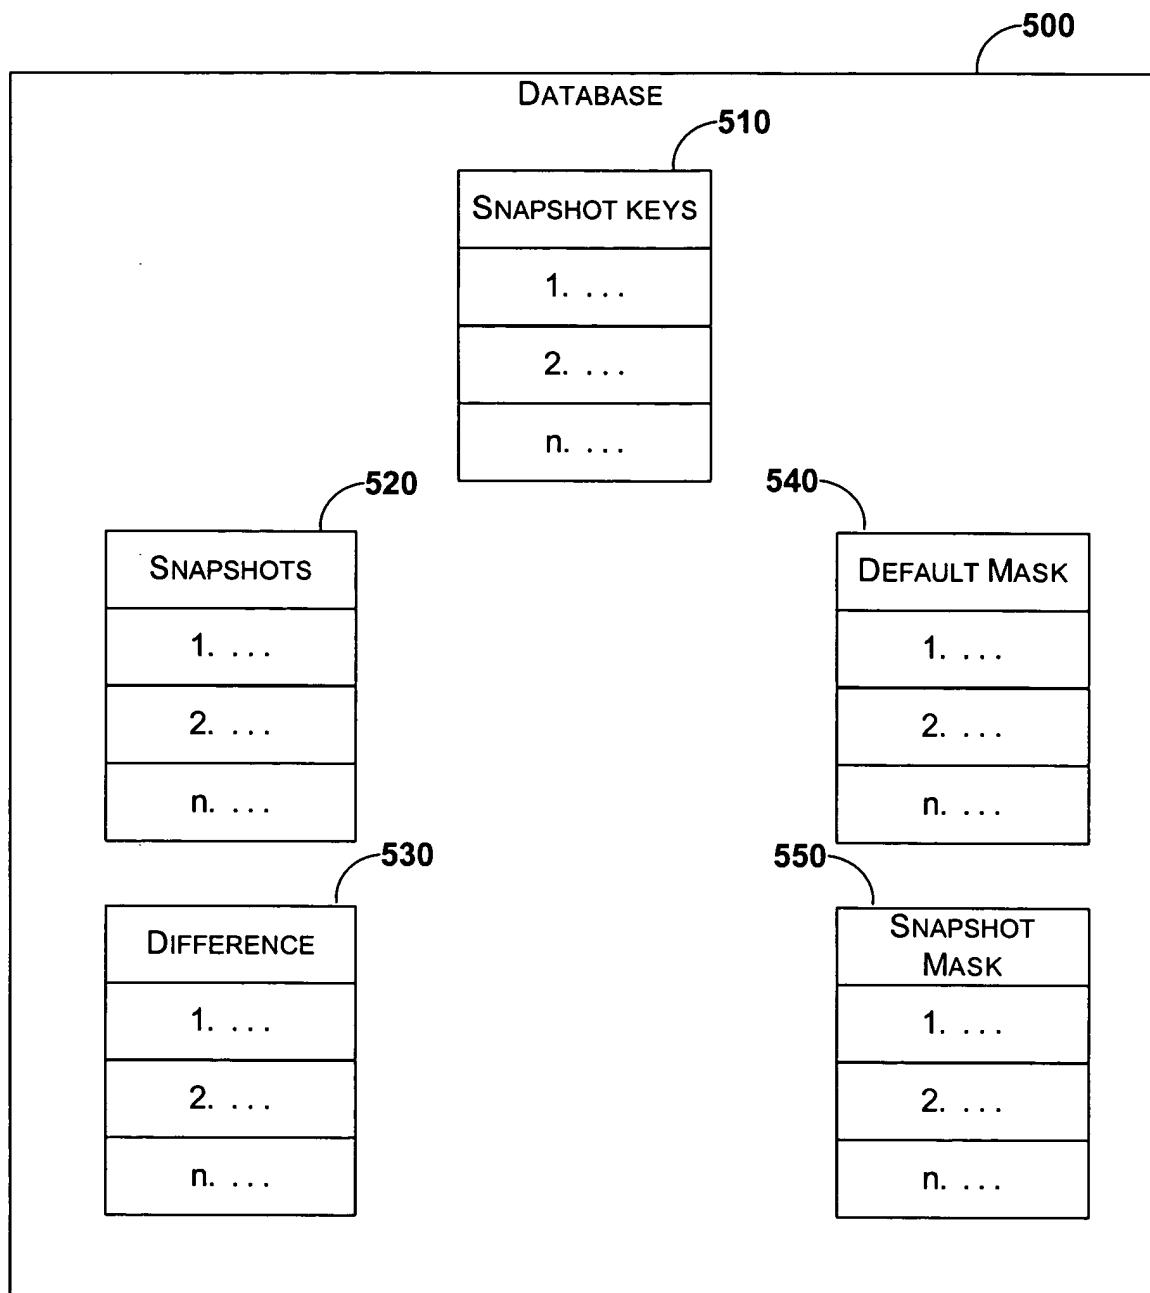 500
DATABASE
510
SNAPSHOT KEYS
1. ...
2. ...
n. ...
520
SNAPSHOTS
1. ...
2. ...
n. ...
540
DEFAULT MASK
1. ...
2. ...
n. ...
530
DIFFERENCE
1. ...
2. ...
n. ...
550
SNAPSHOT
MASK
1. ...
2. ...
n. ...